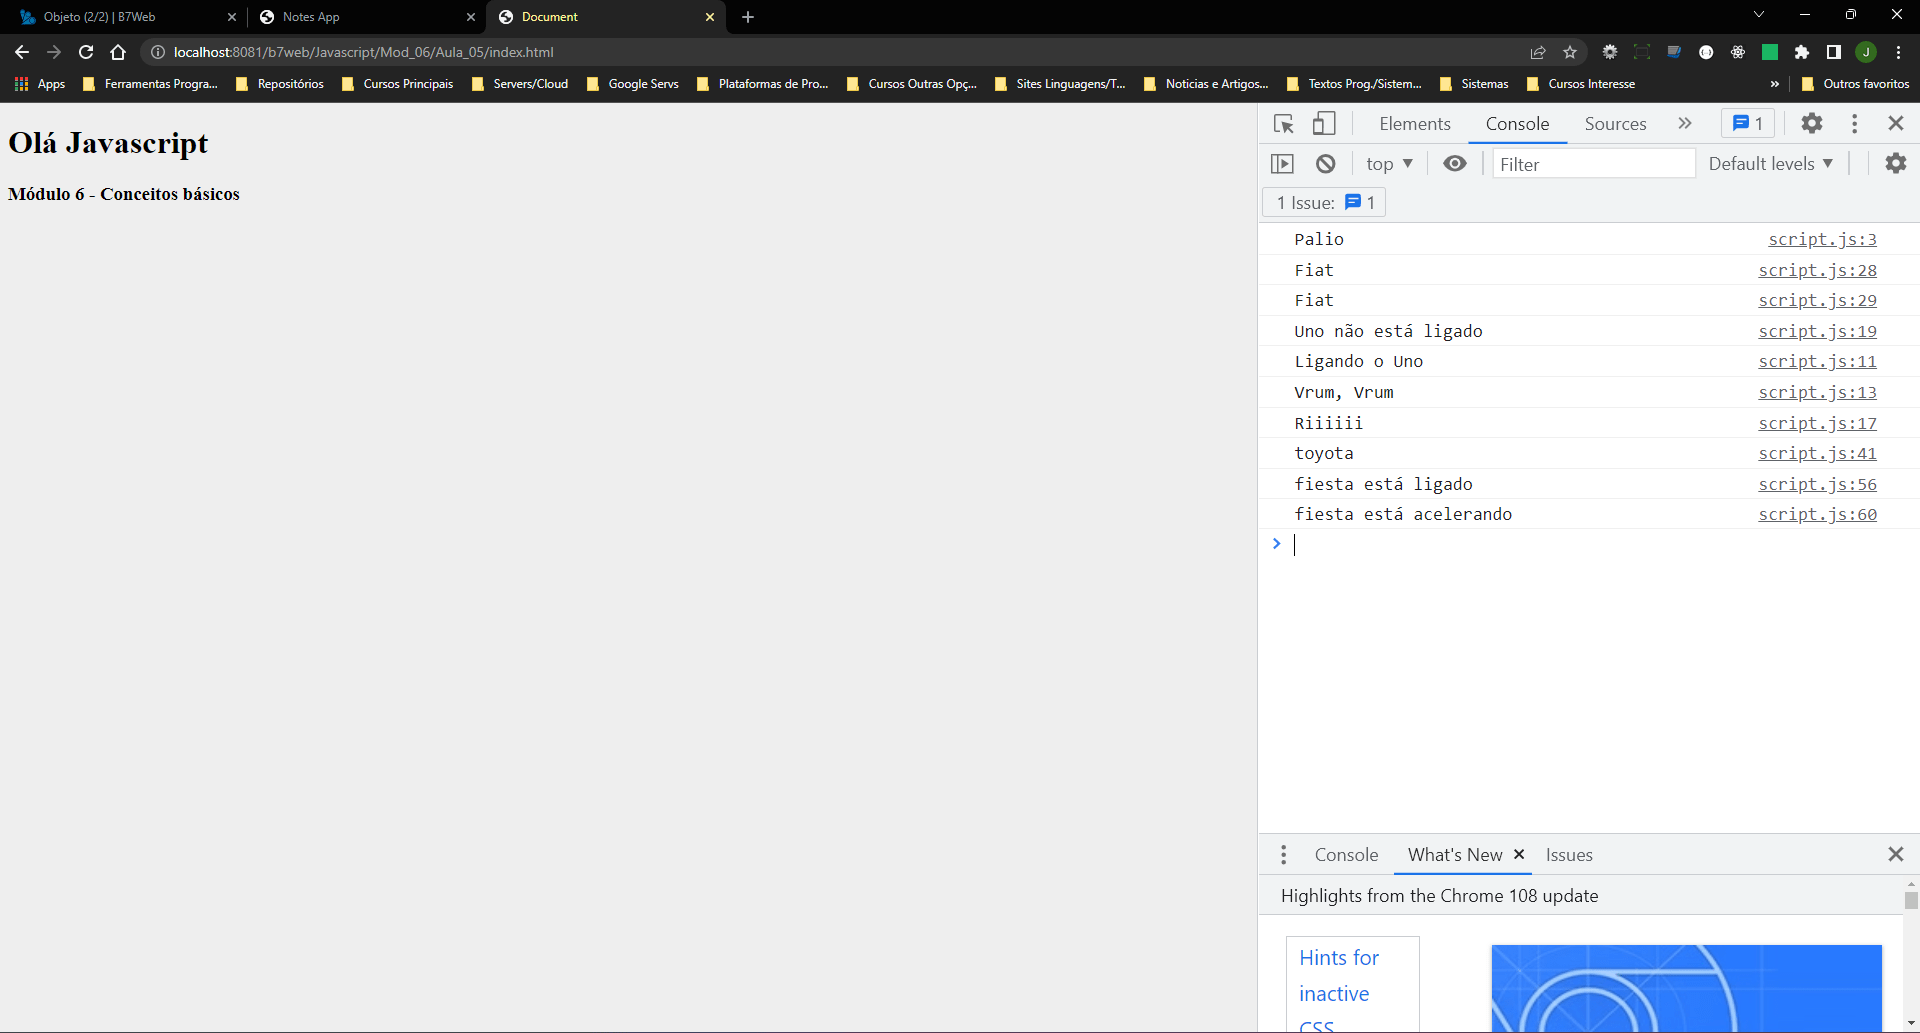 Objeto (2/2) | B7Web
Notes App
Document
localhost:8081/b7web/Javascript/Mod_06/Aula_05/index.html
J
Apps
Ferramentas Progra...
Repositórios
Cursos Principais
Servers/Cloud
Google Servs
Plataformas de Pro...
Cursos Outras Opç...
Sites Linguagens/T...
Noticias e Artigos...
Textos Prog./Sistem...
Sistemas
Cursos Interesse
»
Outros favoritos
Olá Javascript
Módulo 6 - Conceitos básicos
Elements Console Sources 1
top Filter Default levels
1 Issue: 1
Palio script.js:3
Fiat script.js:28
Fiat script.js:29
Uno não está ligado script.js:19
Ligando o Uno script.js:11
Vrum, Vrum script.js:13
Riiiiii script.js:17
toyota script.js:41
fiesta está ligado script.js:56
fiesta está acelerando script.js:60
Console What's New Issues
Highlights from the Chrome 108 update
Hints for
inactive
CSS